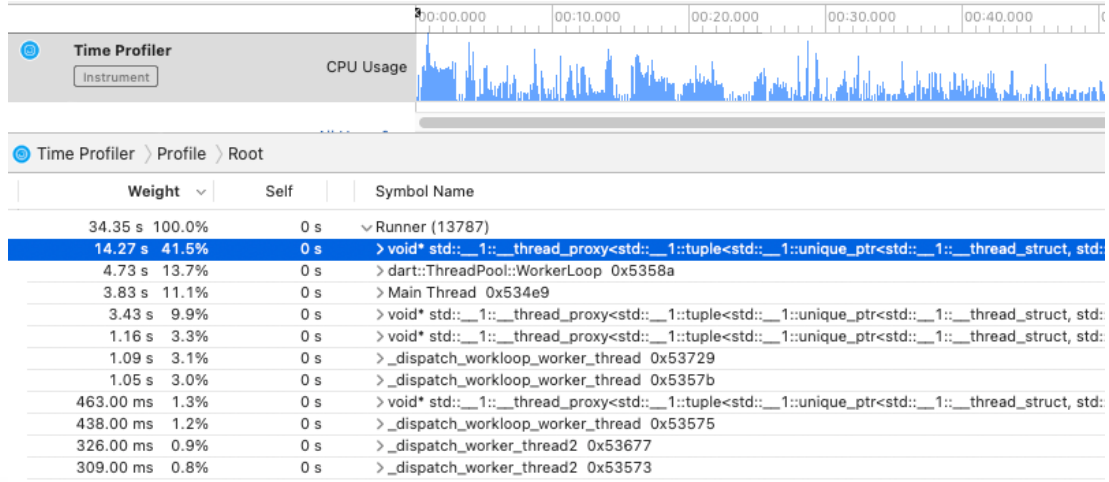 00:00.000 00:10.000 00:20.000 00:30.000 00:40.000
Time Profiler
Instrument
CPU Usage
Time Profiler Profile Root
Weight Self Symbol Name
34.35 s 100.0% 0 s Runner (13787)
14.27 s 41.5% 0 s void* std::__1::__thread_proxy<std::__1::tuple<std::__1::unique_ptr<std::__1::__thread_struct, std::
4.73 s 13.7% 0 s dart::ThreadPool::WorkerLoop 0x5358a
3.83 s 11.1% 0 s Main Thread 0x534e9
3.43 s 9.9% 0 s void* std::__1::__thread_proxy<std::__1::tuple<std::__1::unique_ptr<std::__1::__thread_struct, std::
1.16 s 3.3% 0 s void* std::__1::__thread_proxy<std::__1::tuple<std::__1::unique_ptr<std::__1::__thread_struct, std::
1.09 s 3.1% 0 s _dispatch_workloop_worker_thread 0x53729
1.05 s 3.0% 0 s _dispatch_workloop_worker_thread 0x5357b
463.00 ms 1.3% 0 s void* std::__1::__thread_proxy<std::__1::tuple<std::__1::unique_ptr<std::__1::__thread_struct, std::
438.00 ms 1.2% 0 s _dispatch_workloop_worker_thread 0x53575
326.00 ms 0.9% 0 s _dispatch_worker_thread2 0x53677
309.00 ms 0.8% 0 s _dispatch_worker_thread2 0x53573